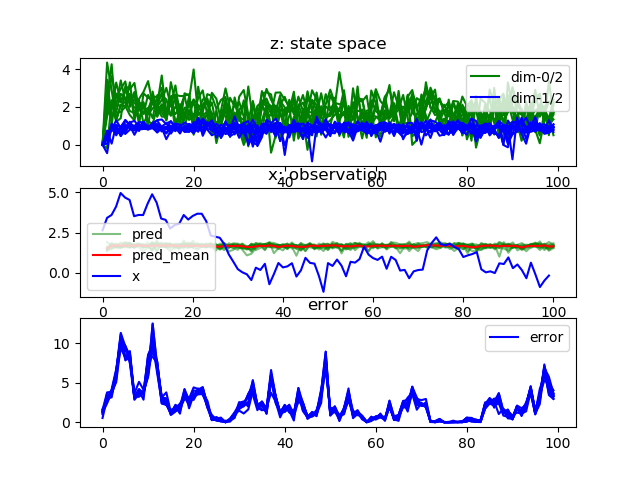 z: state space
4
2
0
dim-0/2
dim-1/2
0 20 40 60 80 100
x: observation
5.0
2.5
0.0
pred
pred_mean
x
0 20 40 60 80 100
error
10
5
0
error
0 20 40 60 80 100